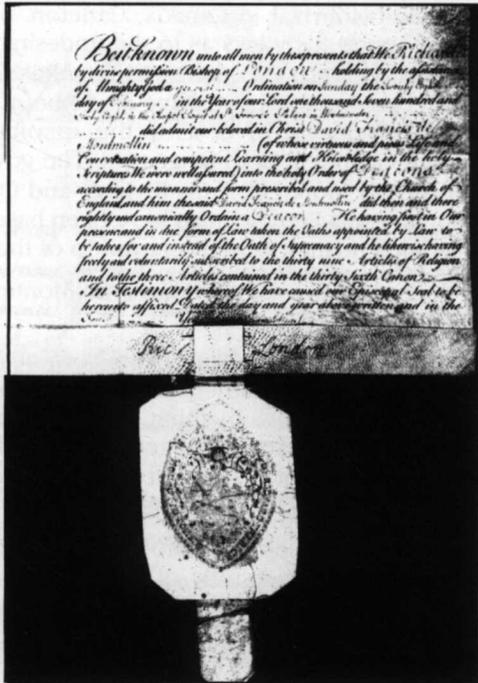 Be it known unto all men by these presents that We Richard
by divine permission Bishop of London holding by the assistance
of Almighty God a general Ordination on Sunday the Twenty Eighth
day of February in the Year of our Lord one thousand Seven hundred and
Sixty Eight, in the Chapel Royal at St. James's Palace in Westminster
did admit our beloved in Christ David Francis de
Montmollin (of whose virtuous and pious Life and
Conversation and competent Learning and Knowledge in the holy
Scriptures We were well assured) into the holy Order of Deacons
according to the manner and form prescribed and used by the Church of
England and him the said David Francis de Montmollin did then and there
rightly and canonically Ordain a Deacon He having first in Our
presence and in due form of Law taken the Oaths appointed by Law to
be taken for and instead of the Oath of Supremacy and he likewise having
freely and voluntarily subscribed to the thirty nine Articles of Religion
and to the three Articles contained in the thirty Sixth Canon
In Testimony whereof We have caused our Episcopal Seal to be
hereunto affixed Dated the day and year above written and in the
Year
Ric London